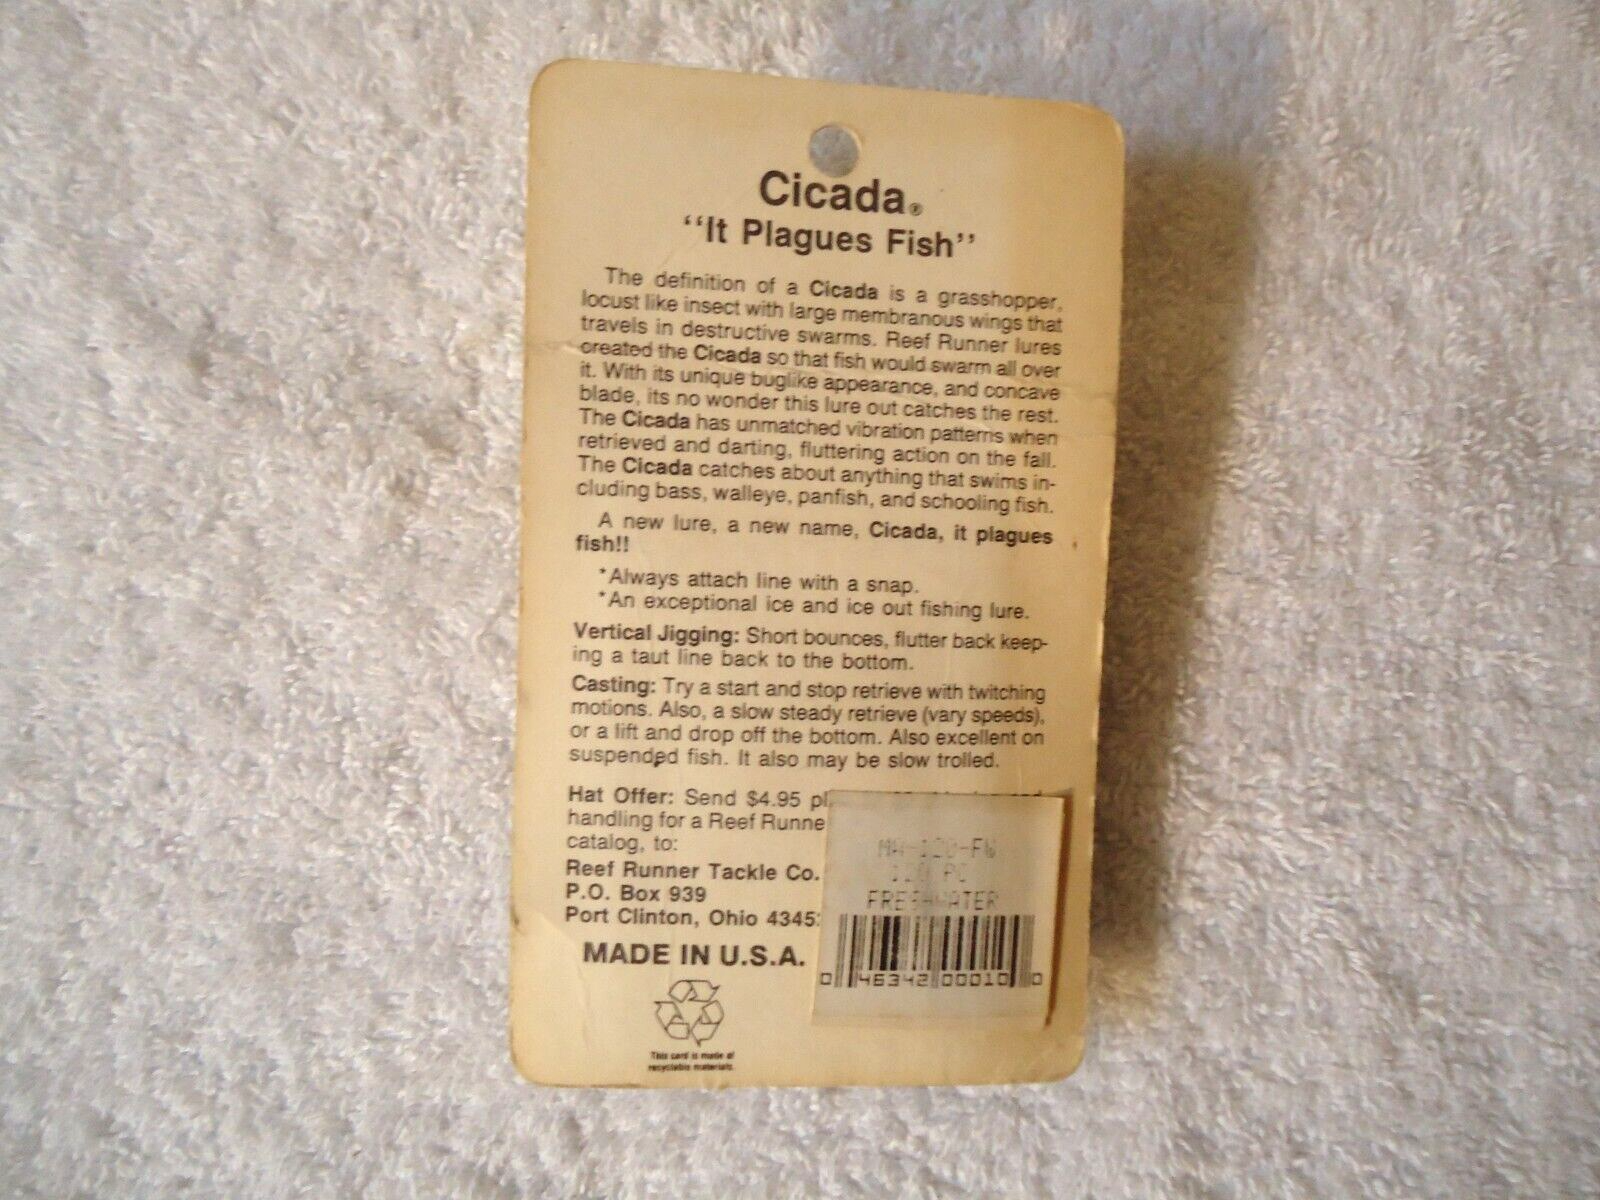 Cicada®
"It Plagues Fish"
The definition of a Cicada is a grasshopper,
locust like insect with large membranous wings that
travels in destructive swarms. Reef Runner lures
created the Cicada so that fish would swarm all over
it. With its unique buglike appearance, and concave
blade, its no wonder this lure out catches the rest.
The Cicada has unmatched vibration patterns when
retrieved and darting, fluttering action on the fall.
The Cicada catches about anything that swims in-
cluding bass, walleye, panfish, and schooling fish.
A new lure, a new name, Cicada, it plagues
fish!!
*Always attach line with a snap.
*An exceptional ice and ice out fishing lure.
Vertical Jigging: Short bounces, flutter back keep-
ing a taut line back to the bottom.
Casting: Try a start and stop retrieve with twitching
motions. Also, a slow steady retrieve (vary speeds),
or a lift and drop off the bottom. Also excellent on
suspended fish. It also may be slow trolled.
Hat Offer: Send $4.95
handling for a Reef Runne
catalog, to:
Reef Runner Tackle Co.
P.O. Box 939
Port Clinton, Ohio 4345
MADE IN U.S.A.
This card is made of
recyclable materials.
MA-120-FW
120 PC
FRESHWATER
0 46342 00010 0